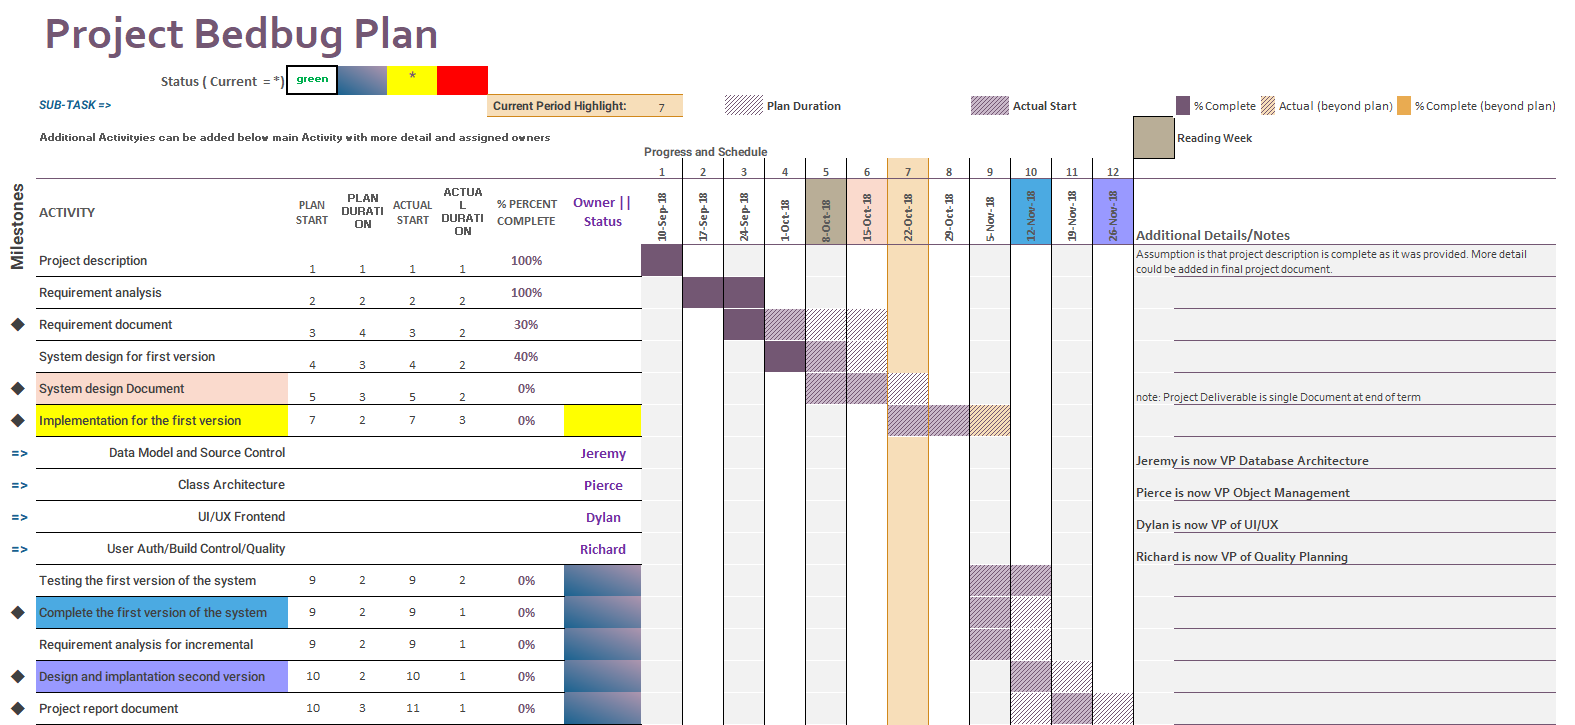 Project Bedbug Plan
Status ( Current = *) green *
SUB-TASK =>
Current Period Highlight: 7
Plan Duration
Actual Start
% Complete
Actual (beyond plan)
% Complete (beyond plan)
Additional Activityies can be added below main Activity with more detail and assigned owners
Reading Week
Progress and Schedule
1 2 3 4 5 6 7 8 9 10 11 12
Milestones
ACTIVITY
PLAN
START
PLAN
DURATI
ON
ACTUAL
START
ACTUA
L
DURATI
ON
% PERCENT
COMPLETE
Owner ||
Status
10-Sep-18
17-Sep-18
24-Sep-18
1-Oct-18
8-Oct-18
15-Oct-18
22-Oct-18
29-Oct-18
5-Nov-18
12-Nov-18
19-Nov-18
26-Nov-18
Additional Details/Notes
Project description 1 1 1 1 100%
Assumption is that project description is complete as it was provided. More detail
could be added in final project document.
Requirement analysis 2 2 2 2 100%
Requirement document 3 4 3 2 30%
System design for first version 4 3 4 2 40%
System design Document 5 3 5 2 0%
note: Project Deliverable is single Document at end of term
Implementation for the first version 7 2 7 3 0%
=> Data Model and Source Control Jeremy
Jeremy is now VP Database Architecture
=> Class Architecture Pierce
Pierce is now VP Object Management
=> UI/UX Frontend Dylan
Dylan is now VP of UI/UX
=> User Auth/Build Control/Quality Richard
Richard is now VP of Quality Planning
Testing the first version of the system 9 2 9 2 0%
Complete the first version of the system 9 2 9 1 0%
Requirement analysis for incremental 9 2 9 1 0%
Design and implantation second version 10 2 10 1 0%
Project report document 10 3 11 1 0%